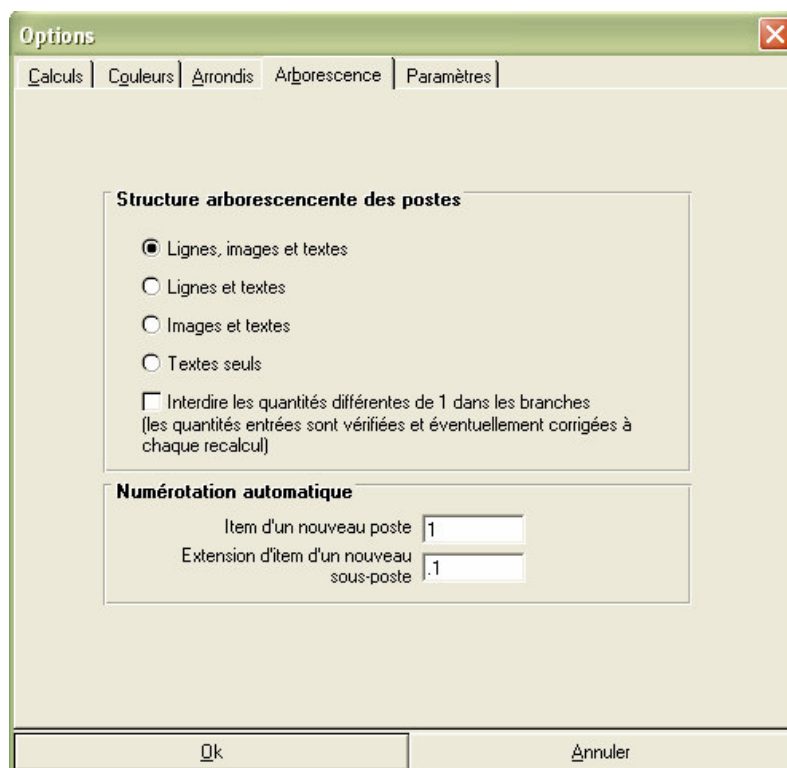 Options
Calculs Couleurs Arrondis Arborescence Paramètres
Structure arborescencente des postes
Lignes, images et textes
Lignes et textes
Images et textes
Textes seuls
Interdire les quantités différentes de 1 dans les branches
(les quantités entrées sont vérifiées et éventuellement corrigées à
chaque recalcul)
Numérotation automatique
Item d'un nouveau poste 1
Extension d'item d'un nouveau
sous-poste .1
Ok Annuler